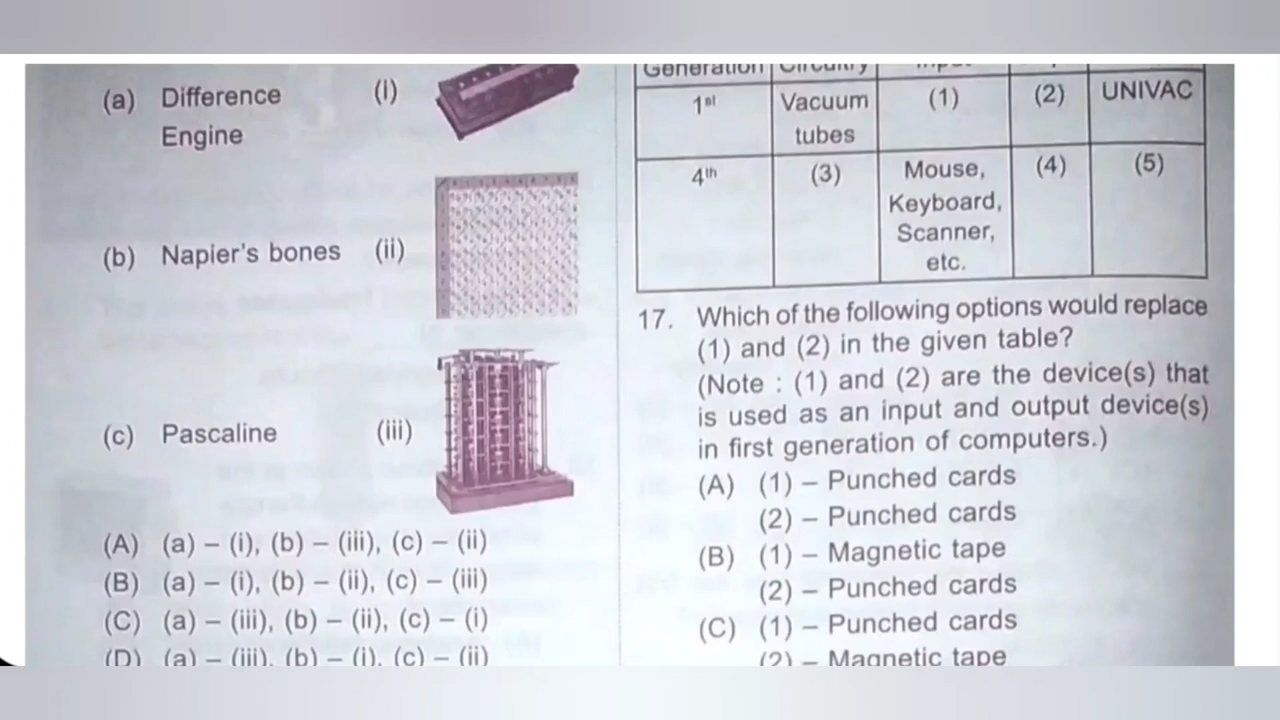 (a) Difference (i)
Engine
(b) Napier's bones (ii)
(c) Pascaline (iii)
(A) (a) – (i), (b) – (iii), (c) – (ii)
(B) (a) – (i), (b) – (ii), (c) – (iii)
(C) (a) – (iii), (b) – (ii), (c) – (i)
(D) (a) – (iii), (b) – (i), (c) – (ii)
Generation Circuitry
1st Vacuum (1) (2) UNIVAC
tubes
4th (3) Mouse, (4) (5)
Keyboard,
Scanner,
etc.
17. Which of the following options would replace
(1) and (2) in the given table?
(Note : (1) and (2) are the device(s) that
is used as an input and output device(s)
in first generation of computers.)
(A) (1) – Punched cards
(2) – Punched cards
(B) (1) – Magnetic tape
(2) – Punched cards
(C) (1) – Punched cards
(2) – Magnetic tape